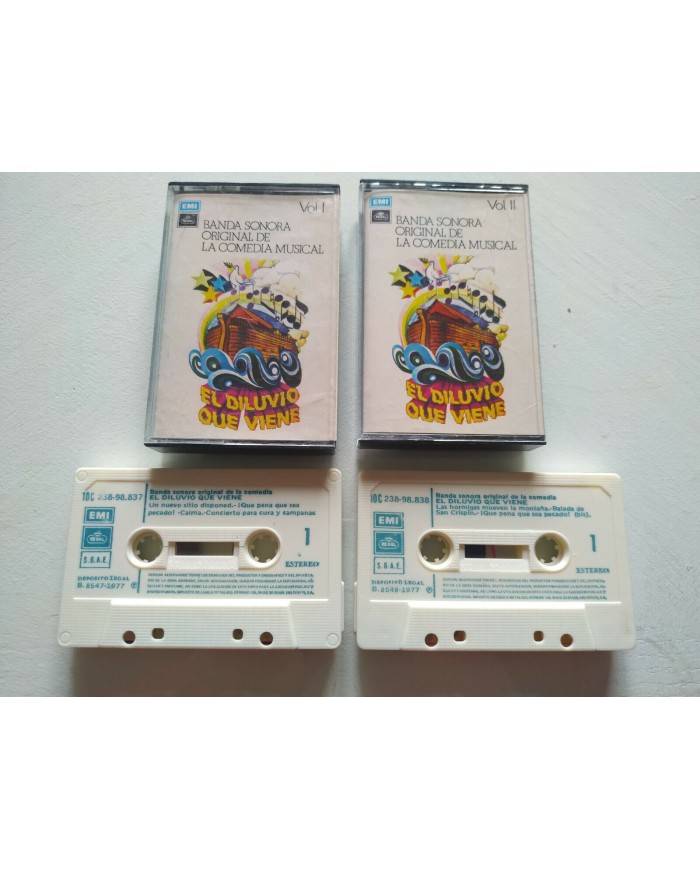 EMI
Vol I
BANDA SONORA
ORIGINAL DE
LA COMEDIA MUSICAL
EL DILUVIO
QUE VIENE
EMI
Vol. II
BANDA SONORA
ORIGINAL DE
LA COMEDIA MUSICAL
EL DILUVIO
QUE VIENE
10C 238-98.837
Banda sonora original de la comedia
EL DILUVIO QUE VIENE
Un nuevo sitio disponed.-¡Que pena que sea
pecado! -Calma.-Concierto para cura y campanas
EMI
REGAL
S.G.A.E.
1
ESTEREO
DEPOSITO LEGAL
B. 8547-1977
10C 238-98.838
Banda sonora original de la comedia
EL DILUVIO QUE VIENE
Las hormigas mueven la montaña.-Balada de
San Crispín.-¡Que pena que sea pecado! (bis).
EMI
REGAL
S.G.A.E.
1
ESTEREO
DEPOSITO LEGAL
B. 8548-1977